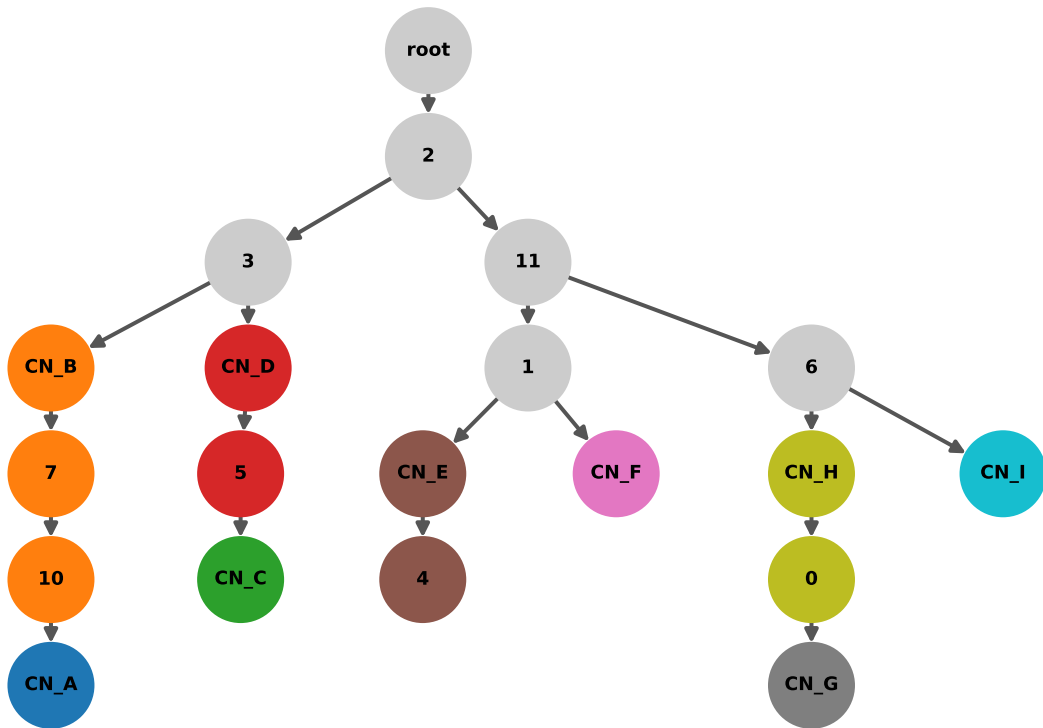 root
2
3 11
CN_B CN_D 1 6
7 5 CN_E CN_F CN_H CN_I
10 CN_C 4 0
CN_A CN_G